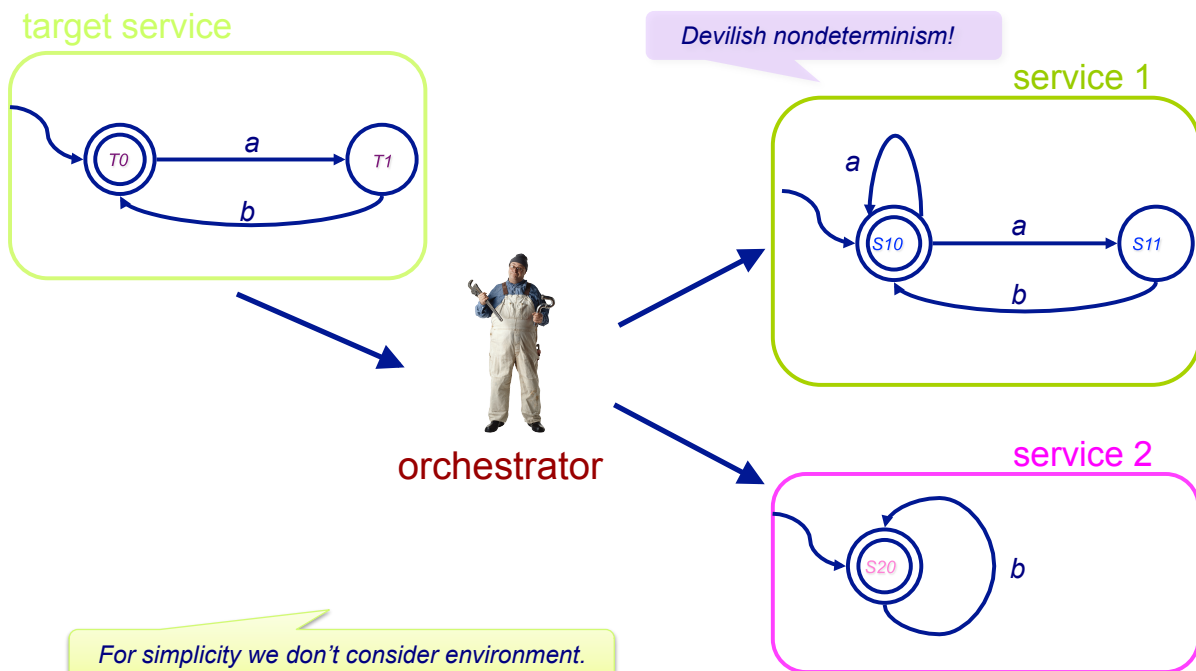 target service
T0
a
T1
b
Devilish nondeterminism!
service 1
a
S10
a
S11
b
orchestrator
service 2
S20
b
For simplicity we don't consider environment.